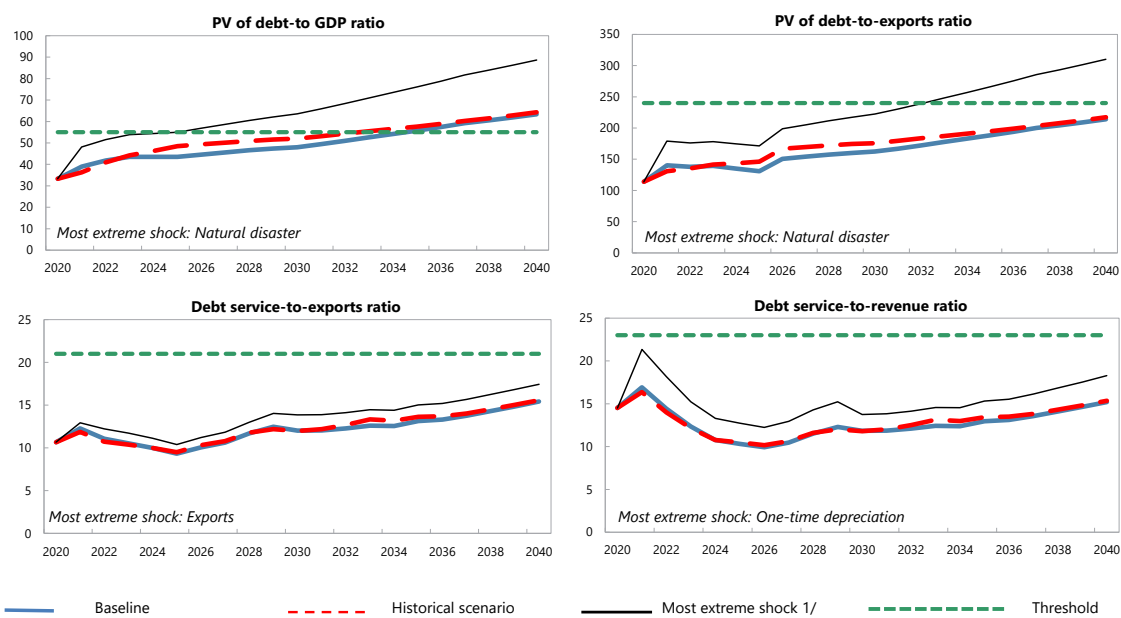 PV of debt-to GDP ratio
100
90
80
70
60
50
40
30
20
10
0
Most extreme shock: Natural disaster
2020 2022 2024 2026 2028 2030 2032 2034 2036 2038 2040
PV of debt-to-exports ratio
350
300
250
200
150
100
50
0
Most extreme shock: Natural disaster
2020 2022 2024 2026 2028 2030 2032 2034 2036 2038 2040
Debt service-to-exports ratio
25
20
15
10
5
0
Most extreme shock: Exports
2020 2022 2024 2026 2028 2030 2032 2034 2036 2038 2040
Debt service-to-revenue ratio
25
20
15
10
5
0
Most extreme shock: One-time depreciation
2020 2022 2024 2026 2028 2030 2032 2034 2036 2038 2040
Baseline Historical scenario Most extreme shock 1/ Threshold